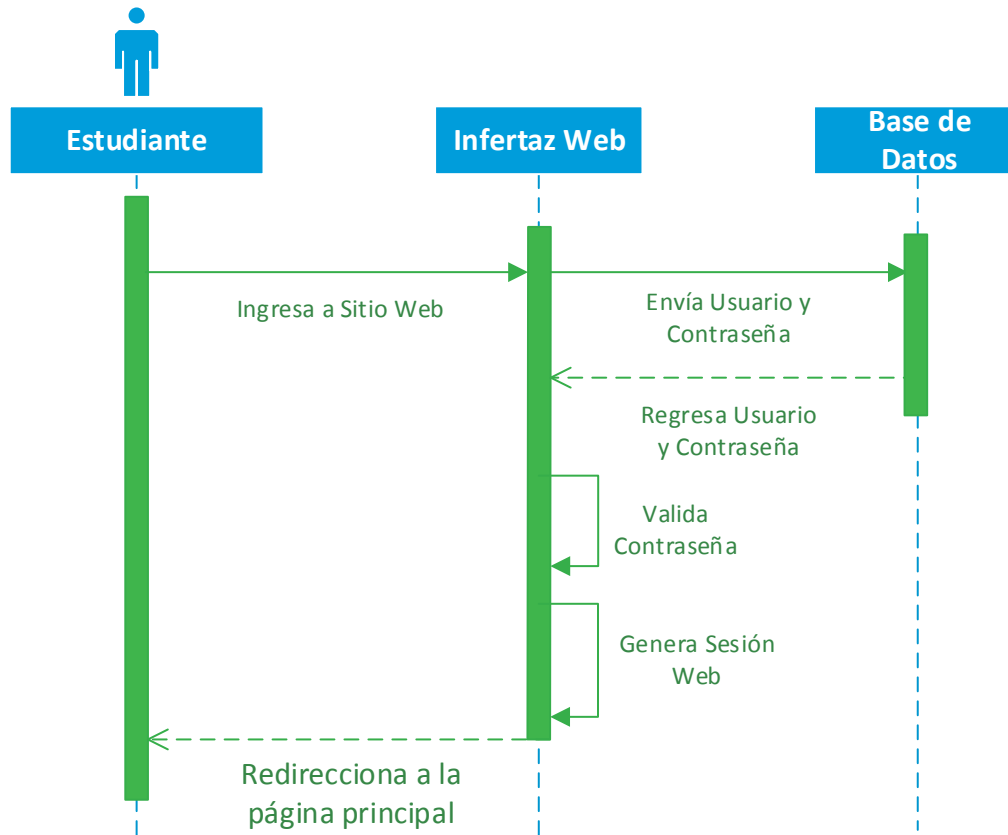 Estudiante
Infertaz Web
Base de
Datos
Ingresa a Sitio Web
Envía Usuario y
Contraseña
Regresa Usuario
y Contraseña
Valida
Contraseña
Genera Sesión
Web
Redirecciona a la
página principal